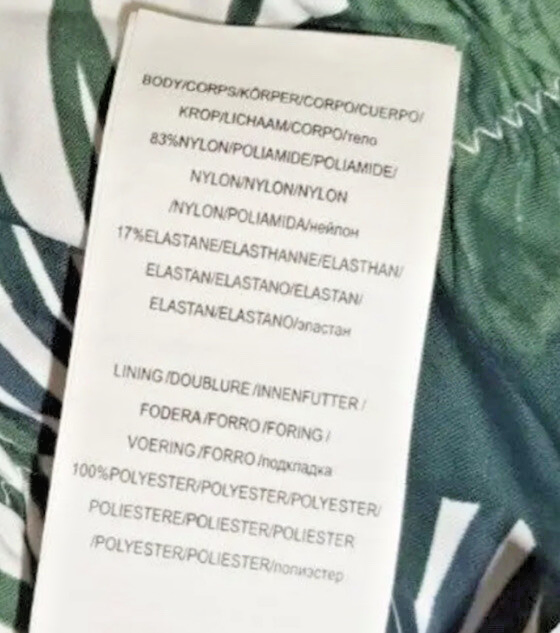 BODY/CORPS/KÖRPER/CORPO/CUERPO/
KROP/LICHAAM/CORPO/тело
83%NYLON/POLIAMIDE/POLIAMIDE/
NYLON/NYLON/NYLON
/NYLON/POLIAMIDA/нейлон
17%ELASTANE/ELASTHANNE/ELASTHAN/
ELASTAN/ELASTANO/ELASTAN/
ELASTAN/ELASTANO/эластан
LINING/DOUBLURE/INNENFUTTER/
FODERA/FORRO/FORING/
VOERING/FORRO/подкладка
100%POLYESTER/POLYESTER/POLYESTER/
POLIESTERE/POLIESTER/POLIESTER
/POLYESTER/POLIESTER/полиэстер